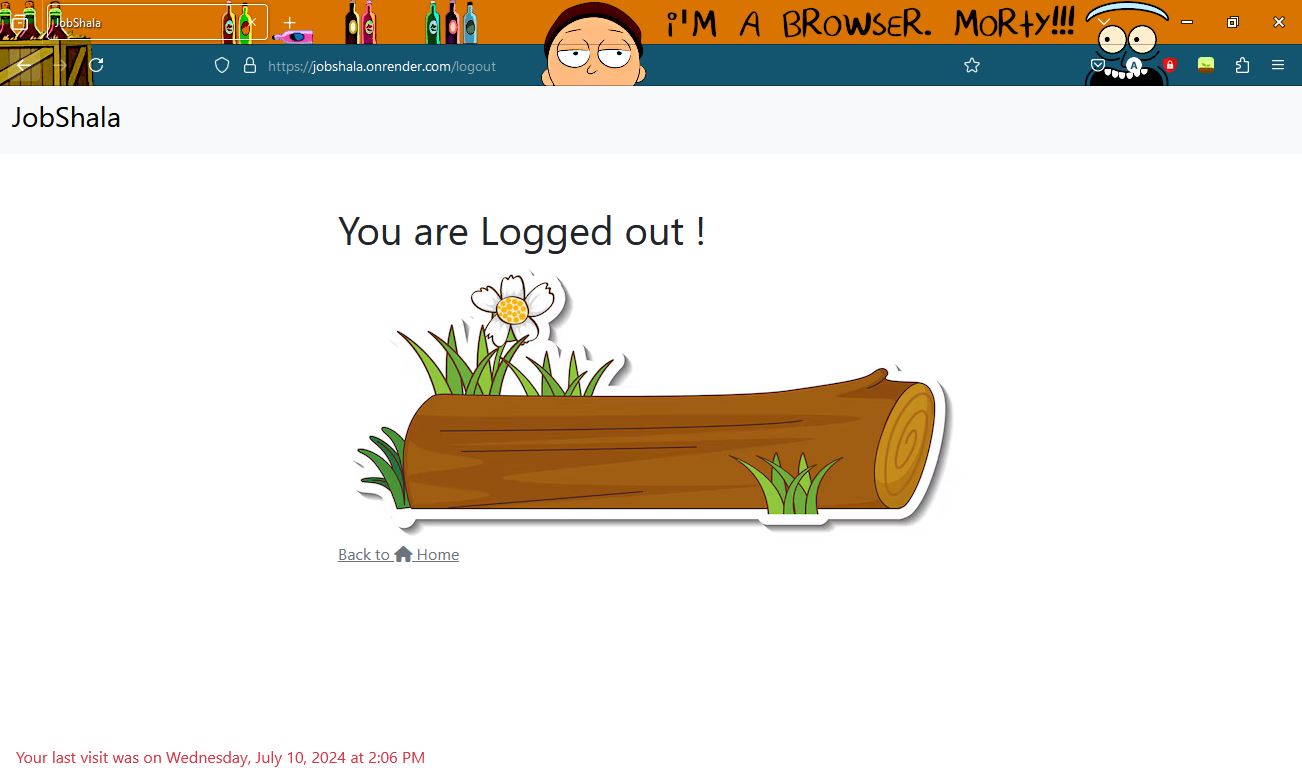 JobShala
i'M A BROWSER. MORTY!!!
https://jobshala.onrender.com/logout
JobShala
You are Logged out !
Back to Home
Your last visit was on Wednesday, July 10, 2024 at 2:06 PM